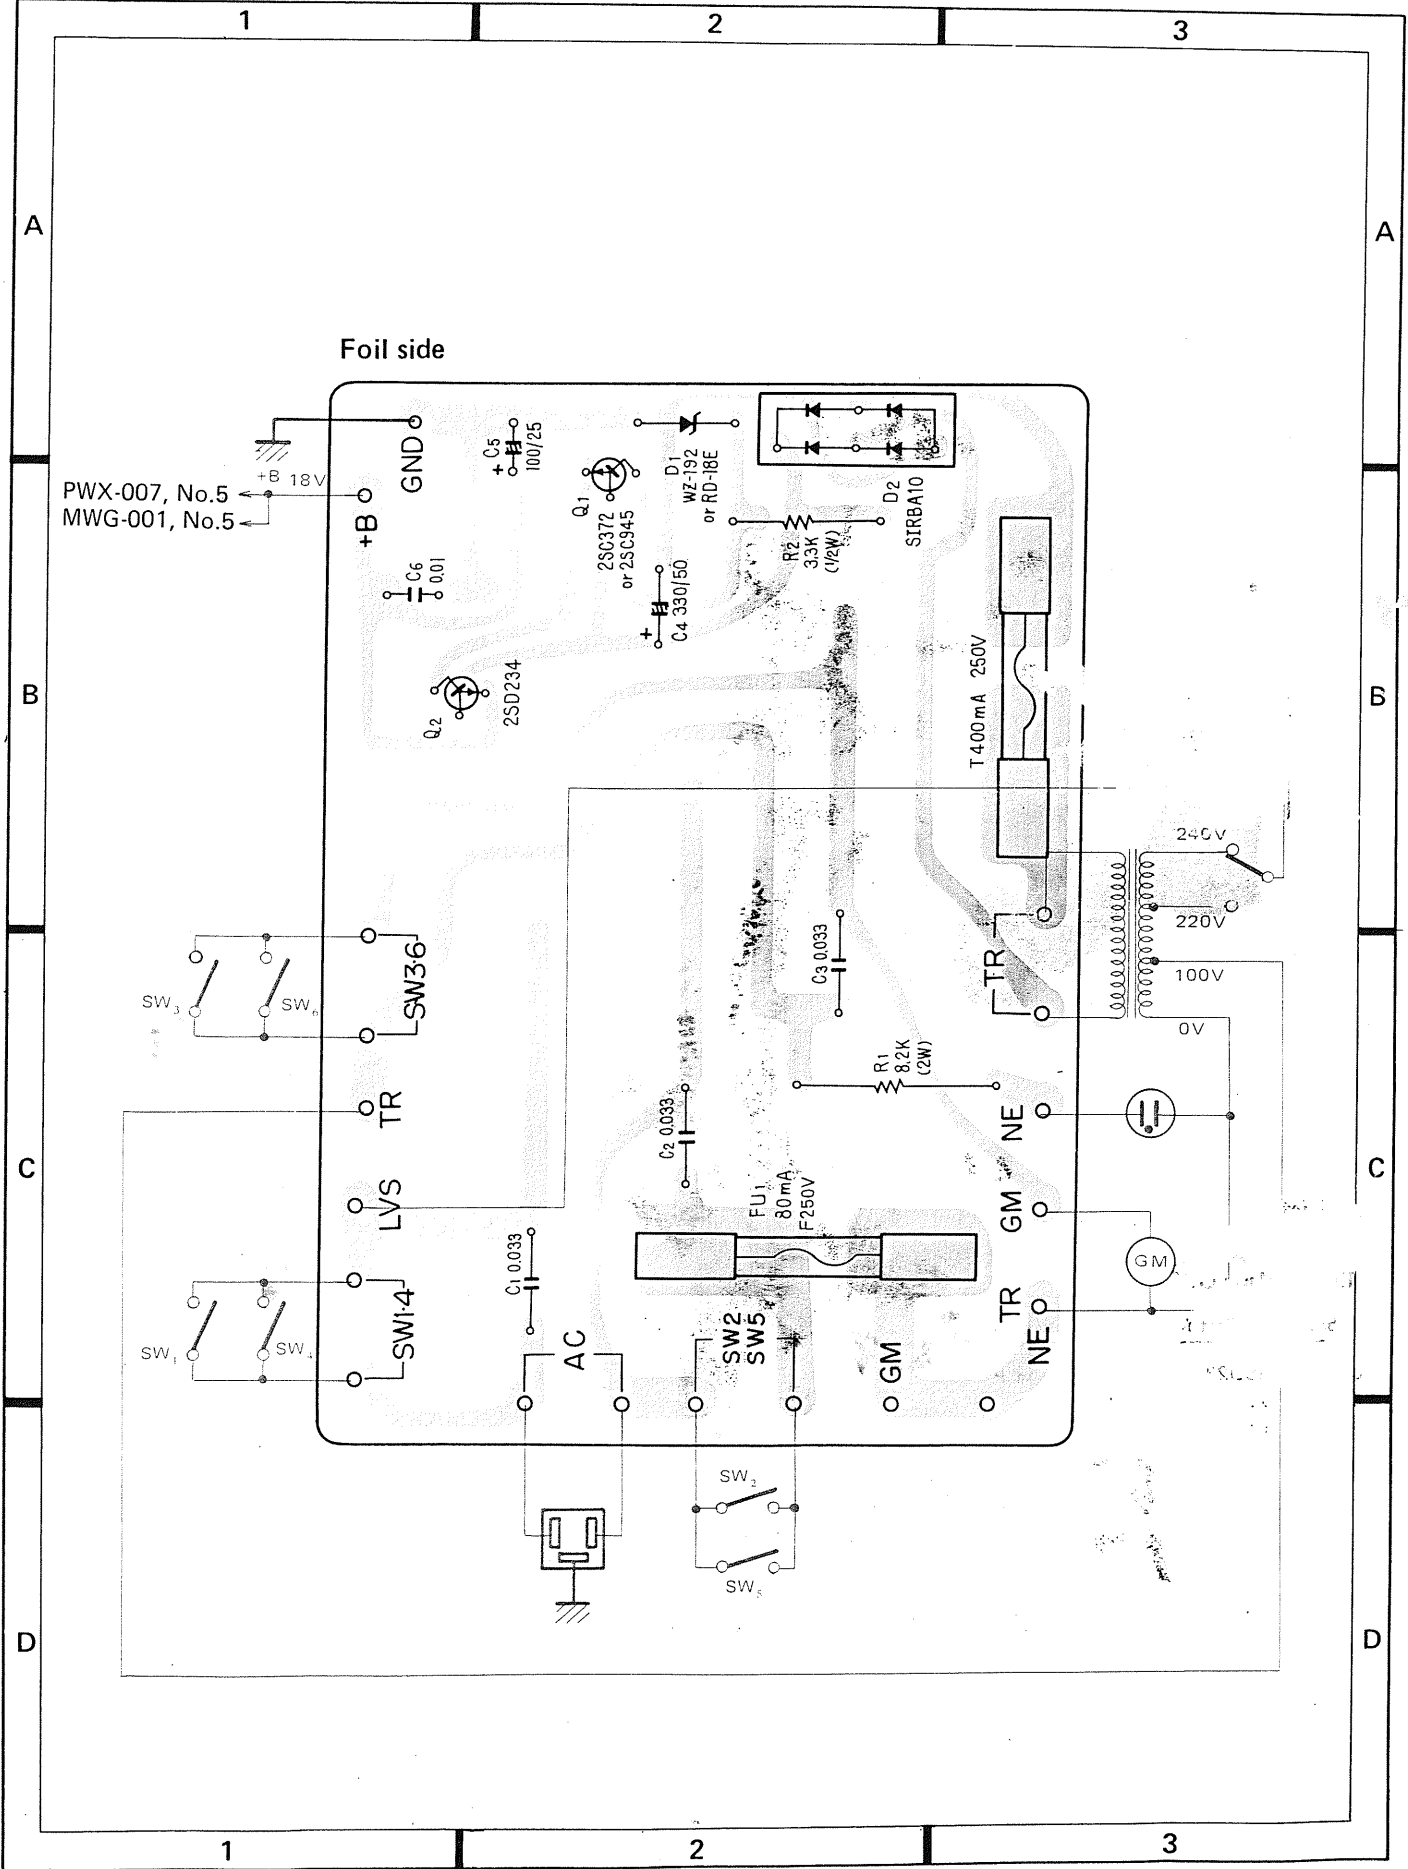 1
2
3
A
A
Foil side
GND
C5
100/25
+
Q1
2SC372
or 2SC945
D1
WZ-192
or RD-18E
D2
SIRBA10
+B 18V
PWX-007, No.5
MWG-001, No.5
+B
R2
3.3K
(1/2W)
C6
0.01
+
C4 330/50
T400mA 250V
B
B
Q2
2SD234
240V
220V
100V
0V
SW3
SW6
SW3·6
C3 0.033
TR
R1
8.2K
(2W)
TR
C2 0.033
NE
C
C
LVS
FU1
80mA
F250V
GM
GM
C1 0.033
SW1
SW4
SW1·4
AC
SW2
SW5
GM
TR
NE
SW2
SW5
D
D
1
2
3